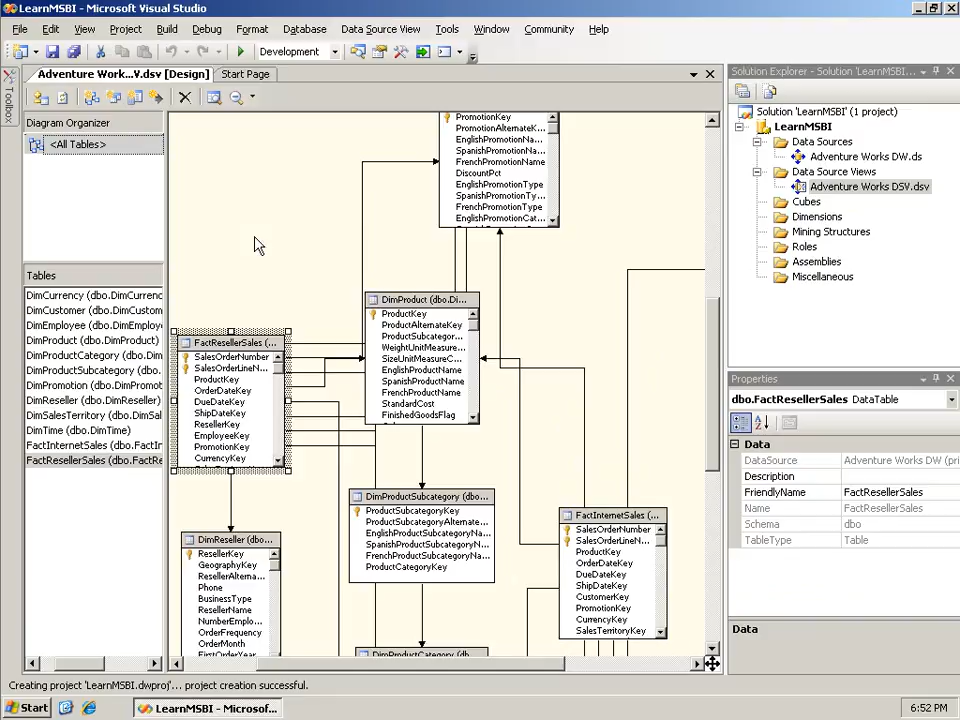 LearnMSBI - Microsoft Visual Studio
File Edit View Project Build Debug Format Database Data Source View Tools Window Community Help
Development
Toolbox
Adventure Work...V.dsv [Design] Start Page
Diagram Organizer
<All Tables>
Tables
DimCurrency (dbo.DimCurrenc
DimCustomer (dbo.DimCustom
DimEmployee (dbo.DimEmploye
DimProduct (dbo.DimProduct)
DimProductCategory (dbo.Dim
DimProductSubcategory (dbo.
DimPromotion (dbo.DimPromot
DimReseller (dbo.DimReseller)
DimSalesTerritory (dbo.DimSal
DimTime (dbo.DimTime)
FactInternetSales (dbo.FactIn
FactResellerSales (dbo.FactRe
PromotionKey
PromotionAlternateK...
EnglishPromotionNa...
SpanishPromotionNa...
FrenchPromotionName
DiscountPct
EnglishPromotionType
SpanishPromotionTy...
FrenchPromotionType
EnglishPromotionCat...
DimProduct (dbo.Di...
ProductKey
ProductAlternateKey
ProductSubcategor...
WeightUnitMeasure...
SizeUnitMeasureC...
EnglishProductName
SpanishProductName
FrenchProductName
StandardCost
FinishedGoodsFlag
FactResellerSales (...
SalesOrderNumber
SalesOrderLineN...
ProductKey
OrderDateKey
DueDateKey
ShipDateKey
ResellerKey
EmployeeKey
PromotionKey
CurrencyKey
DimProductSubcategory (dbo...
ProductSubcategoryKey
ProductSubcategoryAlternate...
EnglishProductSubcategoryNa...
SpanishProductSubcategoryNa...
FrenchProductSubcategoryNa...
ProductCategoryKey
DimReseller (dbo....
ResellerKey
GeographyKey
ResellerAlterna...
Phone
BusinessType
ResellerName
NumberEmplo...
OrderFrequency
OrderMonth
FirstOrderYear
DimProductCategory (db...
FactInternetSales (...
SalesOrderNumber
SalesOrderLineN...
ProductKey
OrderDateKey
DueDateKey
ShipDateKey
CustomerKey
PromotionKey
CurrencyKey
SalesTerritoryKey
Solution Explorer - Solution 'LearnMSBI'...
Solution 'LearnMSBI' (1 project)
LearnMSBI
Data Sources
Adventure Works DW.ds
Data Source Views
Adventure Works DSV.dsv
Cubes
Dimensions
Mining Structures
Roles
Assemblies
Miscellaneous
Properties
dbo.FactResellerSales DataTable
Data
DataSource Adventure Works DW (pri
Description
FriendlyName FactResellerSales
Name FactResellerSales
Schema dbo
TableType Table
Data
Creating project 'LearnMSBI.dwproj'... project creation successful.
Start LearnMSBI - Microsof... 6:52 PM